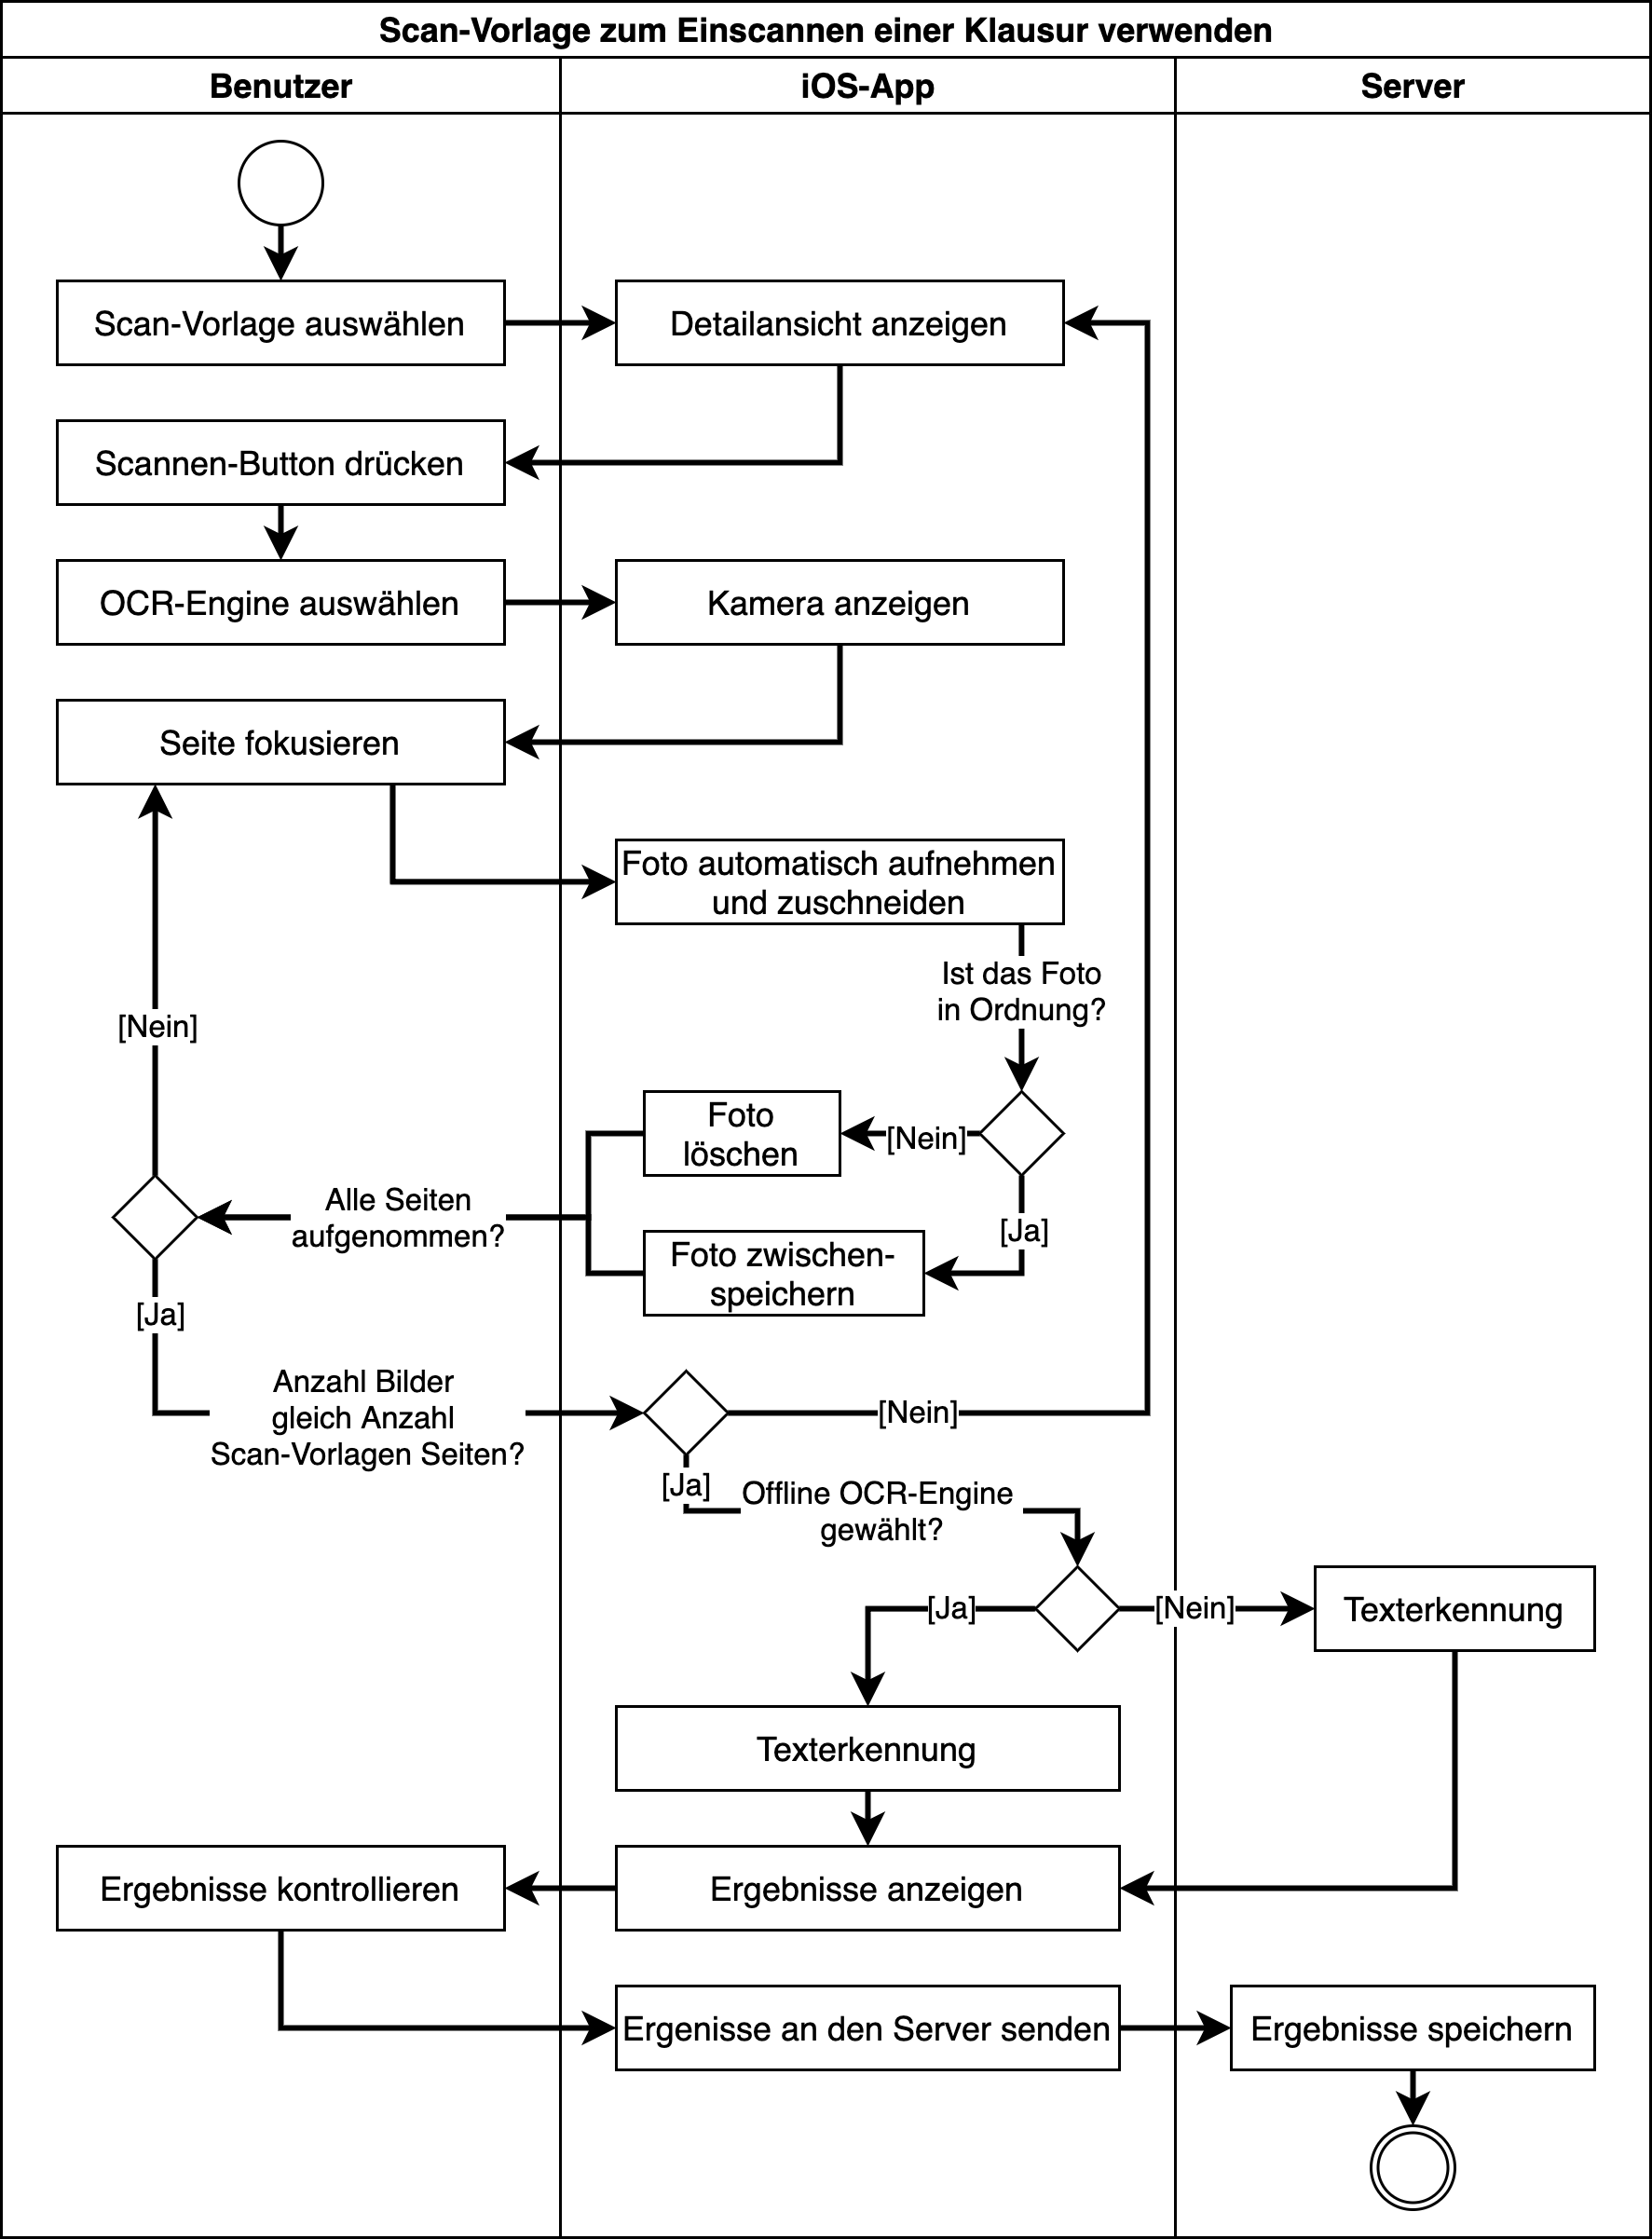 Scan-Vorlage zum Einscannen einer Klausur verwenden
Benutzer
iOS-App
Server
Scan-Vorlage auswählen
Detailansicht anzeigen
Scannen-Button drücken
OCR-Engine auswählen
Kamera anzeigen
Seite fokusieren
Foto automatisch aufnehmen
und zuschneiden
Ist das Foto
in Ordnung?
[Nein]
Foto
löschen
[Nein]
Alle Seiten
aufgenommen?
[Ja]
Foto zwischen-
speichern
[Ja]
Anzahl Bilder
gleich Anzahl
Scan-Vorlagen Seiten?
[Nein]
[Ja]
Offline OCR-Engine
gewählt?
[Ja]
[Nein]
Texterkennung
Texterkennung
Ergebnisse kontrollieren
Ergebnisse anzeigen
Ergenisse an den Server senden
Ergebnisse speichern